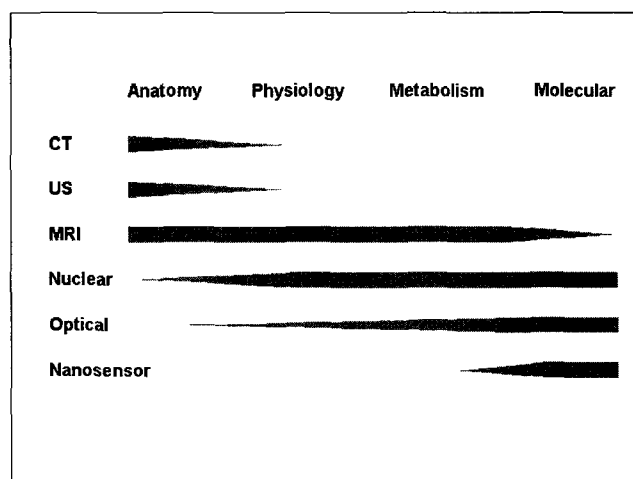 Anatomy Physiology Metabolism Molecular
CT
US
MRI
Nuclear
Optical
Nanosensor